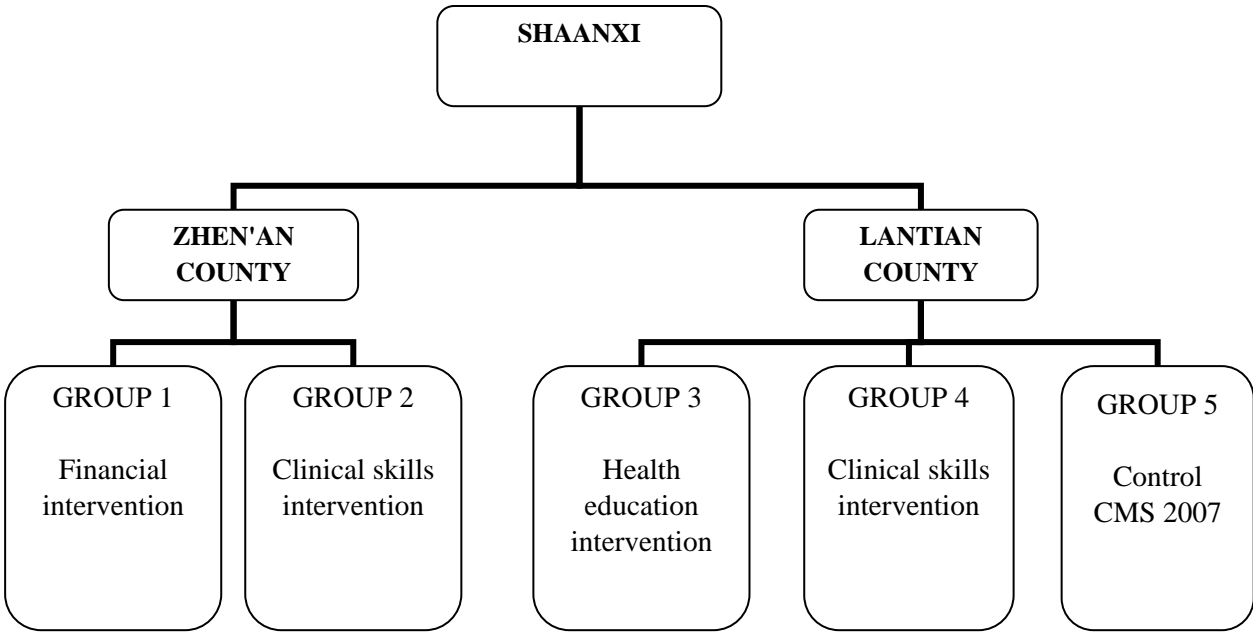 SHAANXI
ZHEN'AN
COUNTY
LANTIAN
COUNTY
GROUP 1
Financial
intervention
GROUP 2
Clinical skills
intervention
GROUP 3
Health
education
intervention
GROUP 4
Clinical skills
intervention
GROUP 5
Control
CMS 2007